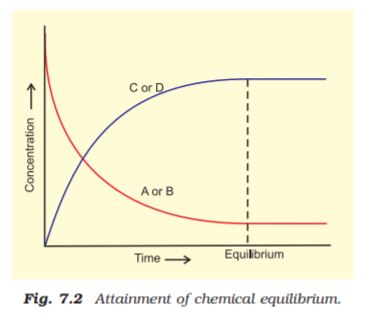 C or D
Concentration →
A or B
Time →
Equilibrium
Fig. 7.2 Attainment of chemical equilibrium.